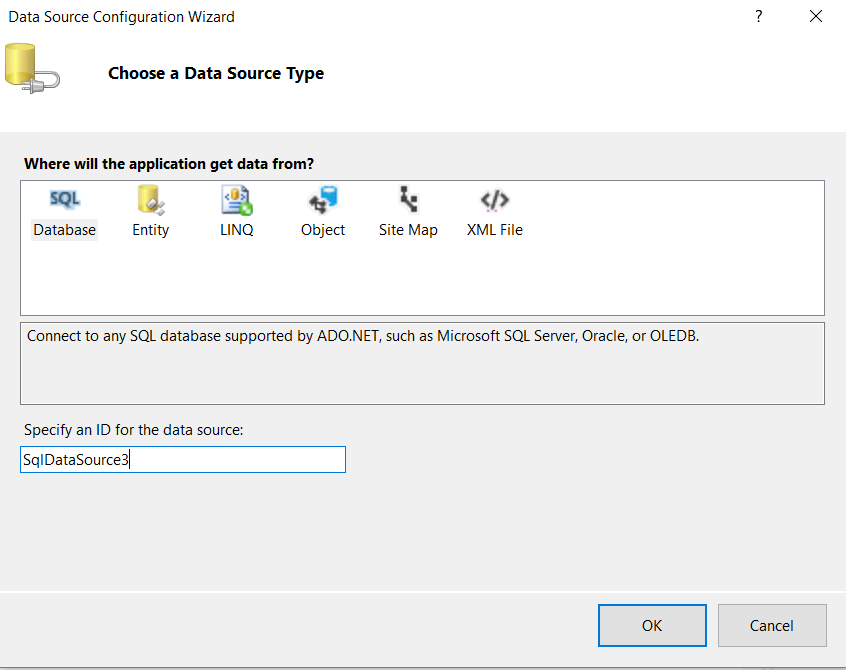 Data Source Configuration Wizard
?
Choose a Data Source Type
Where will the application get data from?
SQL
Database
Entity
LINQ
Object
Site Map
</>
XML File
Connect to any SQL database supported by ADO.NET, such as Microsoft SQL Server, Oracle, or OLEDB.
Specify an ID for the data source:
SqlDataSource3
OK
Cancel